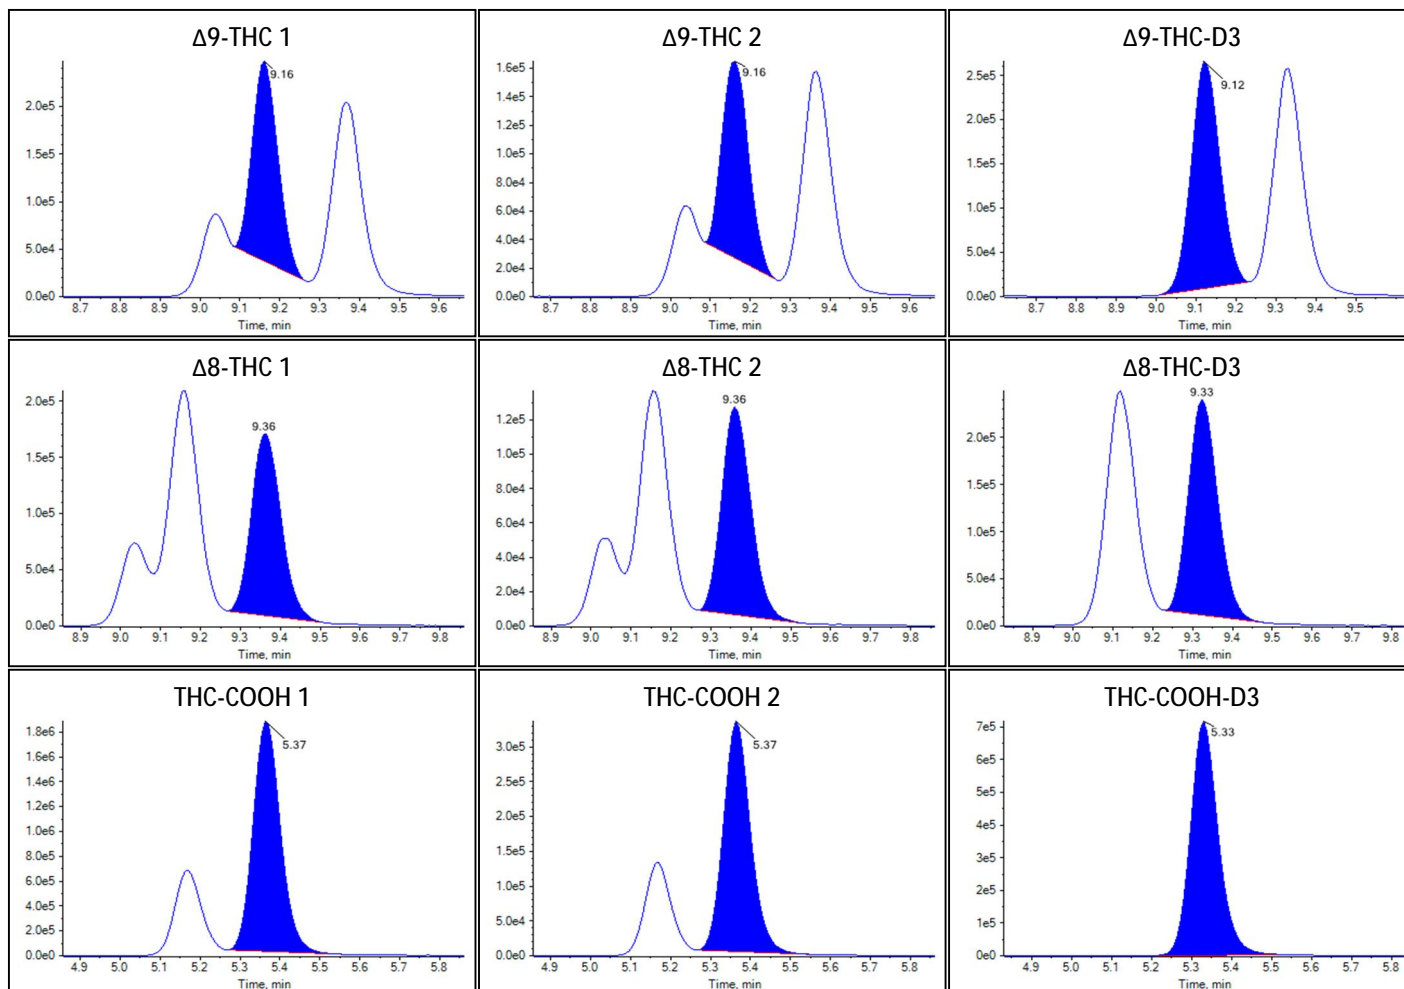 Δ9-THC 1
9.16
2.0e5
1.5e5
1.0e5
5.0e4
0.0e0
8.7 8.8 8.9 9.0 9.1 9.2 9.3 9.4 9.5 9.6
Time, min
Δ9-THC 2
9.16
1.6e5
1.4e5
1.2e5
1.0e5
8.0e4
6.0e4
4.0e4
2.0e4
0.0e0
8.7 8.8 8.9 9.0 9.1 9.2 9.3 9.4 9.5 9.6
Time, min
Δ9-THC-D3
9.12
2.5e5
2.0e5
1.5e5
1.0e5
5.0e4
0.0e0
8.7 8.8 8.9 9.0 9.1 9.2 9.3 9.4 9.5
Time, min
Δ8-THC 1
9.36
2.0e5
1.5e5
1.0e5
5.0e4
0.0e0
8.9 9.0 9.1 9.2 9.3 9.4 9.5 9.6 9.7 9.8
Time, min
Δ8-THC 2
9.36
1.2e5
1.0e5
8.0e4
6.0e4
4.0e4
2.0e4
0.0e0
8.9 9.0 9.1 9.2 9.3 9.4 9.5 9.6 9.7 9.8
Time, min
Δ8-THC-D3
9.33
2.0e5
1.5e5
1.0e5
5.0e4
0.0e0
8.9 9.0 9.1 9.2 9.3 9.4 9.5 9.6 9.7 9.8
Time, min
THC-COOH 1
5.37
1.8e6
1.6e6
1.4e6
1.2e6
1.0e6
8.0e5
6.0e5
4.0e5
2.0e5
0.0e0
4.9 5.0 5.1 5.2 5.3 5.4 5.5 5.6 5.7 5.8
Time, min
THC-COOH 2
5.37
3.0e5
2.5e5
2.0e5
1.5e5
1.0e5
5.0e4
0.0e0
4.9 5.0 5.1 5.2 5.3 5.4 5.5 5.6 5.7 5.8
Time, min
THC-COOH-D3
5.33
7e5
6e5
5e5
4e5
3e5
2e5
1e5
0e0
4.9 5.0 5.1 5.2 5.3 5.4 5.5 5.6 5.7 5.8
Time, min